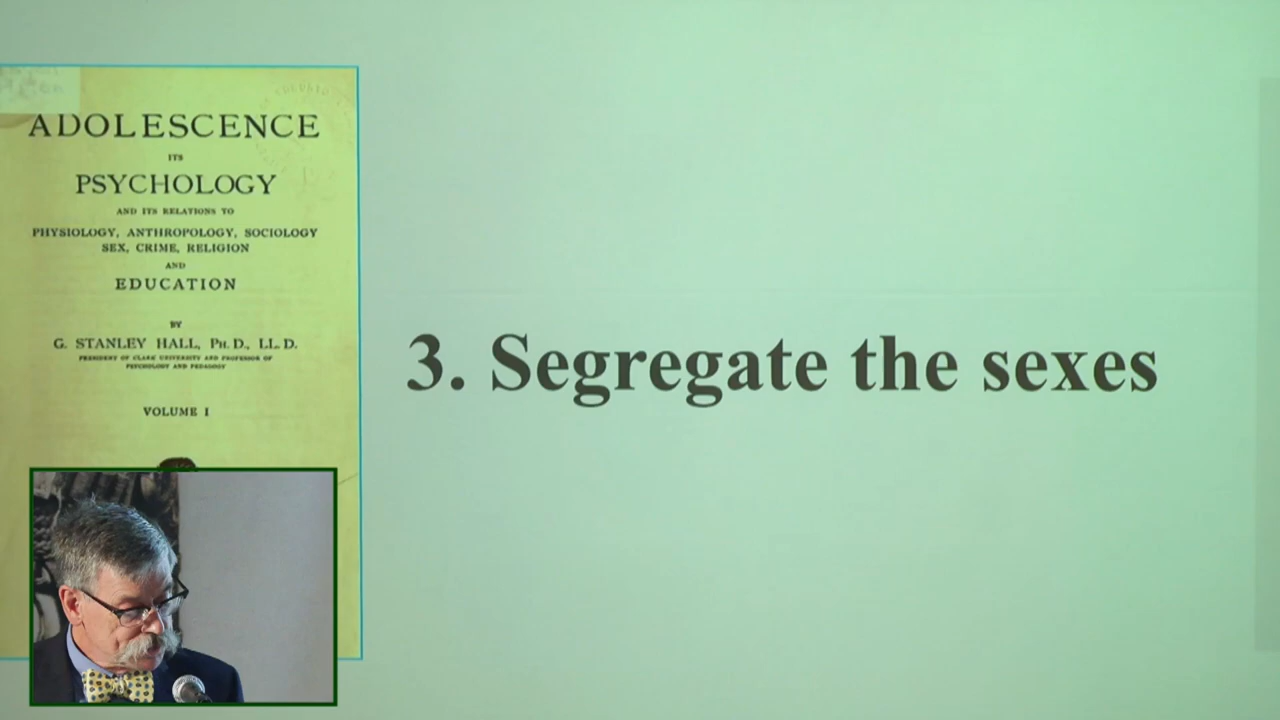 ADOLESCENCE
ITS
PSYCHOLOGY
AND ITS RELATIONS TO
PHYSIOLOGY, ANTHROPOLOGY, SOCIOLOGY
SEX, CRIME, RELIGION
AND
EDUCATION
BY
G. STANLEY HALL, PH. D., LL. D.
PRESIDENT OF CLARK UNIVERSITY AND PROFESSOR OF
PSYCHOLOGY AND PEDAGOGY
VOLUME I
3. Segregate the sexes